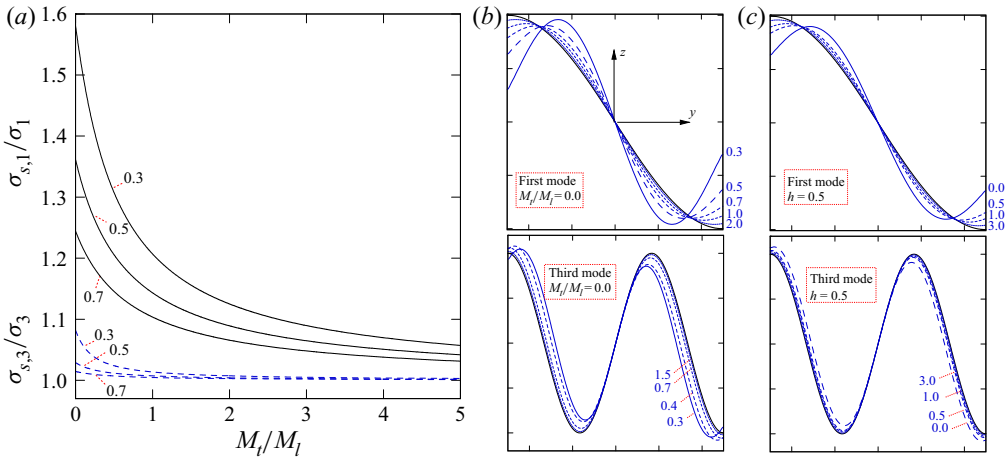 (a)
1.6
1.5
1.4
1.3
1.2
1.1
1.0
σs,1/σ1
σs,3/σ3
0.3
0.5
0.7
0.3
0.5
0.7
0
1
2
3
4
5
Mt/Ml
(b)
z
y
0.3
0.5
0.7
1.0
2.0
First mode
Mt/Ml = 0.0
Third mode
Mt/Ml = 0.0
1.5
0.7
0.4
0.3
(c)
0.0
0.5
1.0
3.0
First mode
h = 0.5
Third mode
h = 0.5
3.0
1.0
0.5
0.0